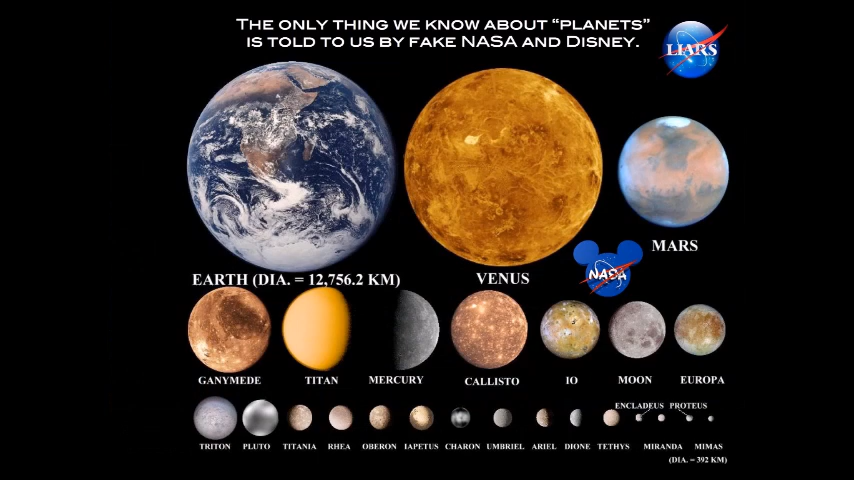 THE ONLY THING WE KNOW ABOUT “PLANETS”
IS TOLD TO US BY FAKE NASA AND DISNEY.
LIARS
EARTH (DIA. = 12,756.2 KM)
VENUS
MARS
NASA
GANYMEDE
TITAN
MERCURY
CALLISTO
IO
MOON
EUROPA
ENCLADEUS
PROTEUS
TRITON
PLUTO
TITANIA
RHEA
OBERON
IAPETUS
CHARON
UMBRIEL
ARIEL
DIONE
TETHYS
MIRANDA
MIMAS
(DIA. = 392 KM)